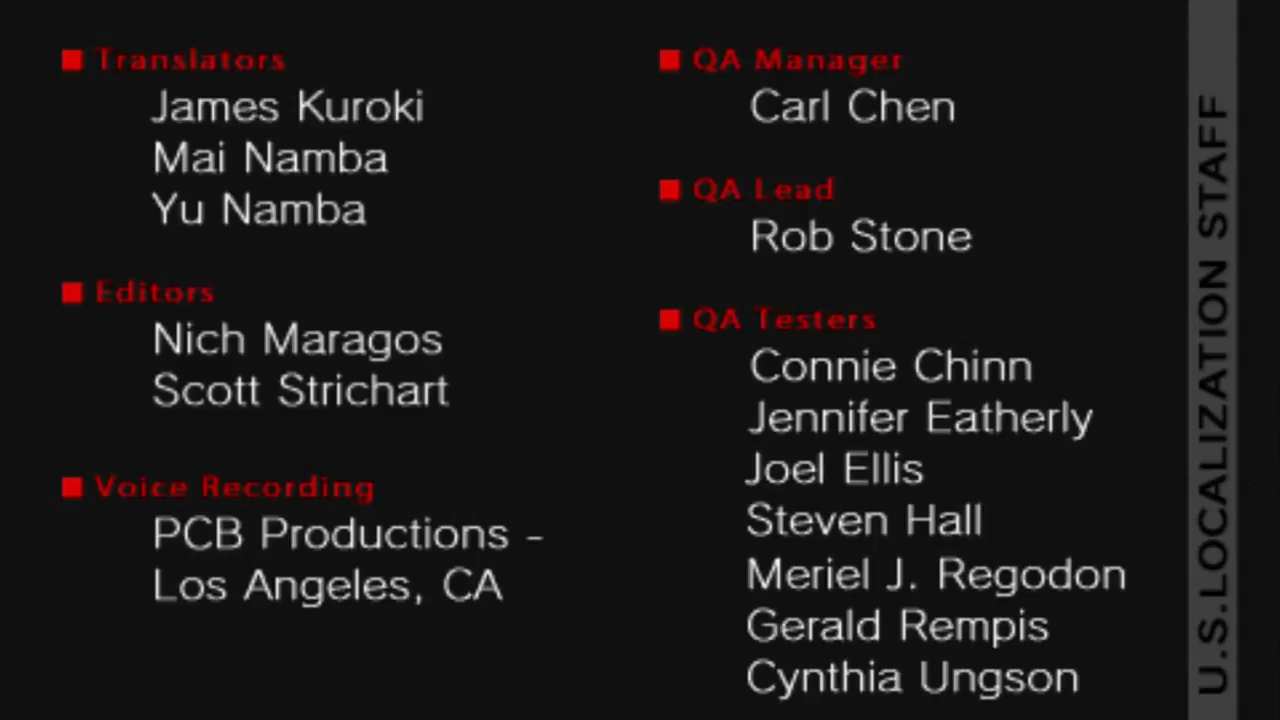 Translators
James Kuroki
Mai Namba
Yu Namba
Editors
Nich Maragos
Scott Strichart
Voice Recording
PCB Productions -
Los Angeles, CA
QA Manager
Carl Chen
QA Lead
Rob Stone
QA Testers
Connie Chinn
Jennifer Eatherly
Joel Ellis
Steven Hall
Meriel J. Regodon
Gerald Rempis
Cynthia Ungson
U.S.LOCALIZATION STAFF